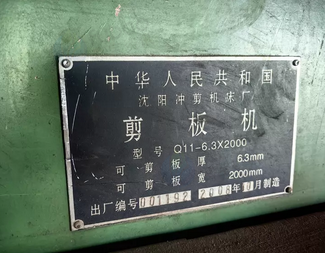 中华人民共和国
沈阳冲剪机床厂
剪板机
型号 Q11-6.3X2000
可剪板厚 6.3mm
可剪板宽 2000mm
出厂编号 001192 2008年 月制造